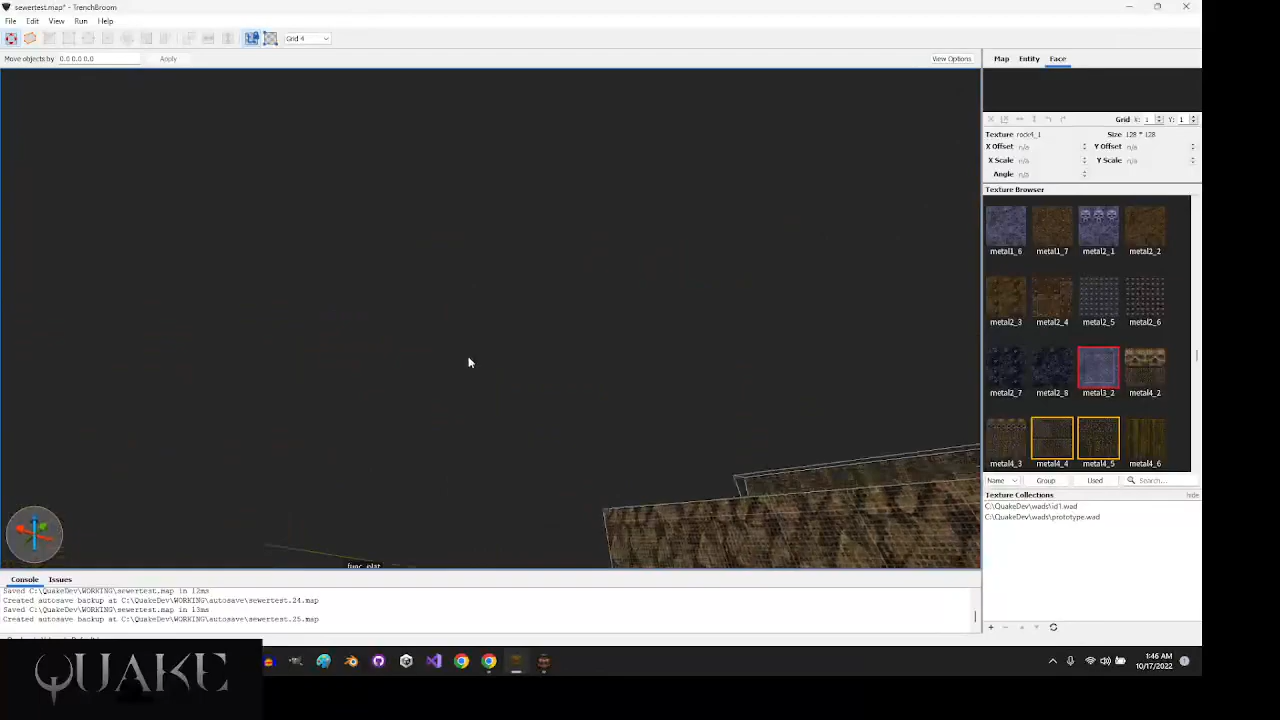 sewertest.map* - TrenchBroom
File Edit View Run Help
Grid 4
Move objects by 0.0 0.0 0.0 Apply View Options
Map Entity Face
Grid X: 1 Y: 1
Texture rock4_1 Size 128 * 128
X Offset n/a Y Offset n/a
X Scale n/a Y Scale n/a
Angle n/a
Texture Browser
metal1_6 metal1_7 metal2_1 metal2_2
metal2_3 metal2_4 metal2_5 metal2_6
metal2_7 metal2_8 metal3_2 metal4_2
metal4_3 metal4_4 metal4_5 metal4_6
Name Group Used Search...
Texture Collections hide
C:\QuakeDev\wads\id1.wad
C:\QuakeDev\wads\prototype.wad
func_plat
Console Issues
Saved C:\QuakeDev\WORKING\sewertest.map in 12ms
Created autosave backup at C:\QuakeDev\WORKING\autosave\sewertest.24.map
Saved C:\QuakeDev\WORKING\sewertest.map in 13ms
Created autosave backup at C:\QuakeDev\WORKING\autosave\sewertest.25.map
QUAKE
1:46 AM
10/17/2022
1